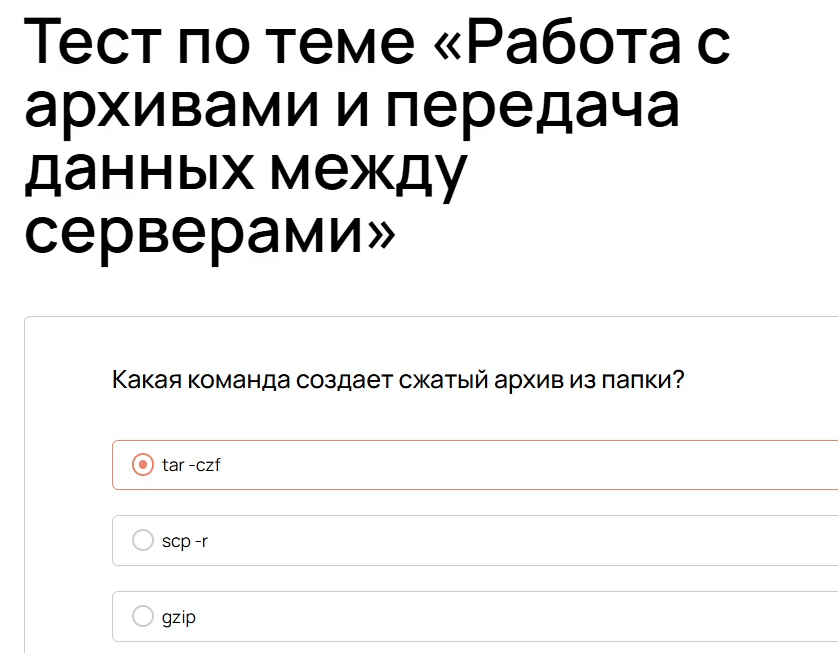 Тест по теме «Работа с
архивами и передача
данных между
серверами»
Какая команда создает сжатый архив из папки?
tar -czf
scp -r
gzip